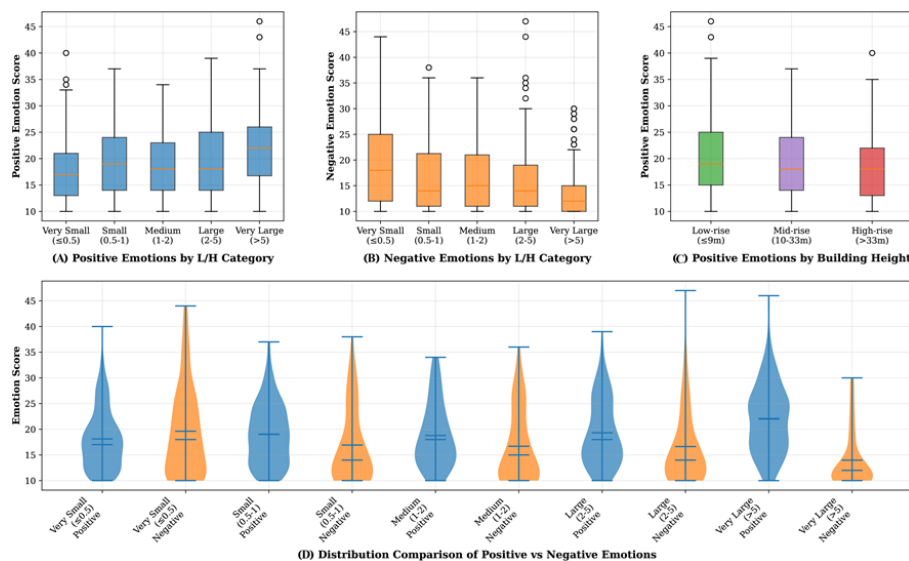 Positive Emotion Score
45
40
35
30
25
20
15
10
Very Small
(≤0.5)
Small
(0.5-1)
Medium
(1-2)
Large
(2-5)
Very Large
(>5)
(A) Positive Emotions by L/H Category
Negative Emotion Score
45
40
35
30
25
20
15
10
Very Small
(≤0.5)
Small
(0.5-1)
Medium
(1-2)
Large
(2-5)
Very Large
(>5)
(B) Negative Emotions by L/H Category
Positive Emotion Score
45
40
35
30
25
20
15
10
Low-rise
(≤9m)
Mid-rise
(10-33m)
High-rise
(>33m)
(C) Positive Emotions by Building Height
Emotion Score
45
40
35
30
25
20
15
10
Very Small
(≤0.5)
Positive
Very Small
(≤0.5)
Negative
Small
(0.5-1)
Positive
Small
(0.5-1)
Negative
Medium
(1-2)
Positive
Medium
(1-2)
Negative
Large
(2-5)
Positive
Large
(2-5)
Negative
Very Large
(>5)
Positive
Very Large
(>5)
Negative
(D) Distribution Comparison of Positive vs Negative Emotions